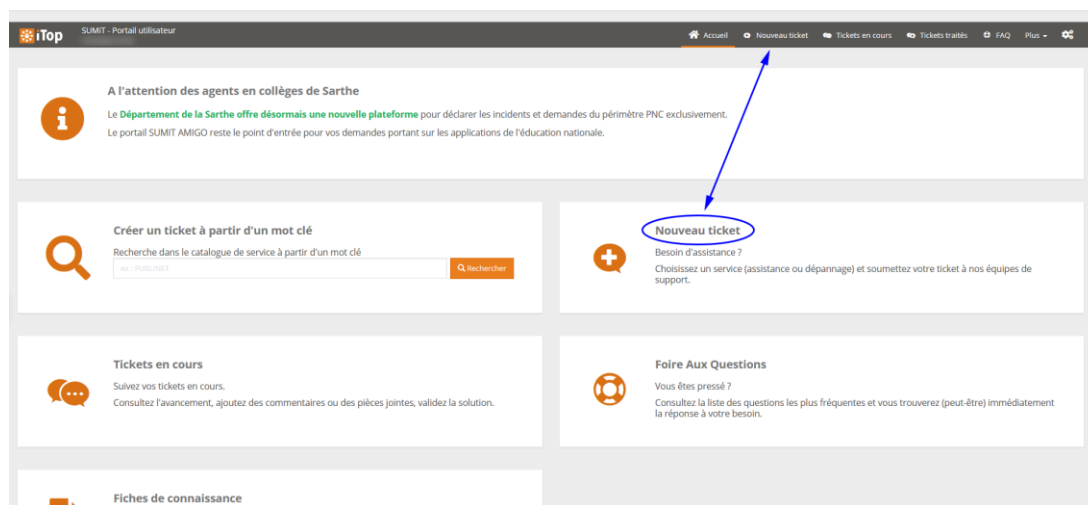 iTop SUMiT - Portail utilisateur Accueil Nouveau ticket Tickets en cours Tickets traités FAQ Plus
A l'attention des agents en collèges de Sarthe
Le Département de la Sarthe offre désormais une nouvelle plateforme pour déclarer les incidents et demandes du périmètre PNC exclusivement.
Le portail SUMIT AMIGO reste le point d'entrée pour vos demandes portant sur les applications de l'éducation nationale.
Créer un ticket à partir d'un mot clé
Recherche dans le catalogue de service à partir d'un mot clé
ex : PUBLINET Rechercher
Nouveau ticket
Besoin d'assistance ?
Choisissez un service (assistance ou dépannage) et soumettez votre ticket à nos équipes de
support.
Tickets en cours
Suivez vos tickets en cours.
Consultez l'avancement, ajoutez des commentaires ou des pièces jointes, validez la solution.
Foire Aux Questions
Vous êtes pressé ?
Consultez la liste des questions les plus fréquentes et vous trouverez (peut-être) immédiatement
la réponse à votre besoin.
Fiches de connaissance